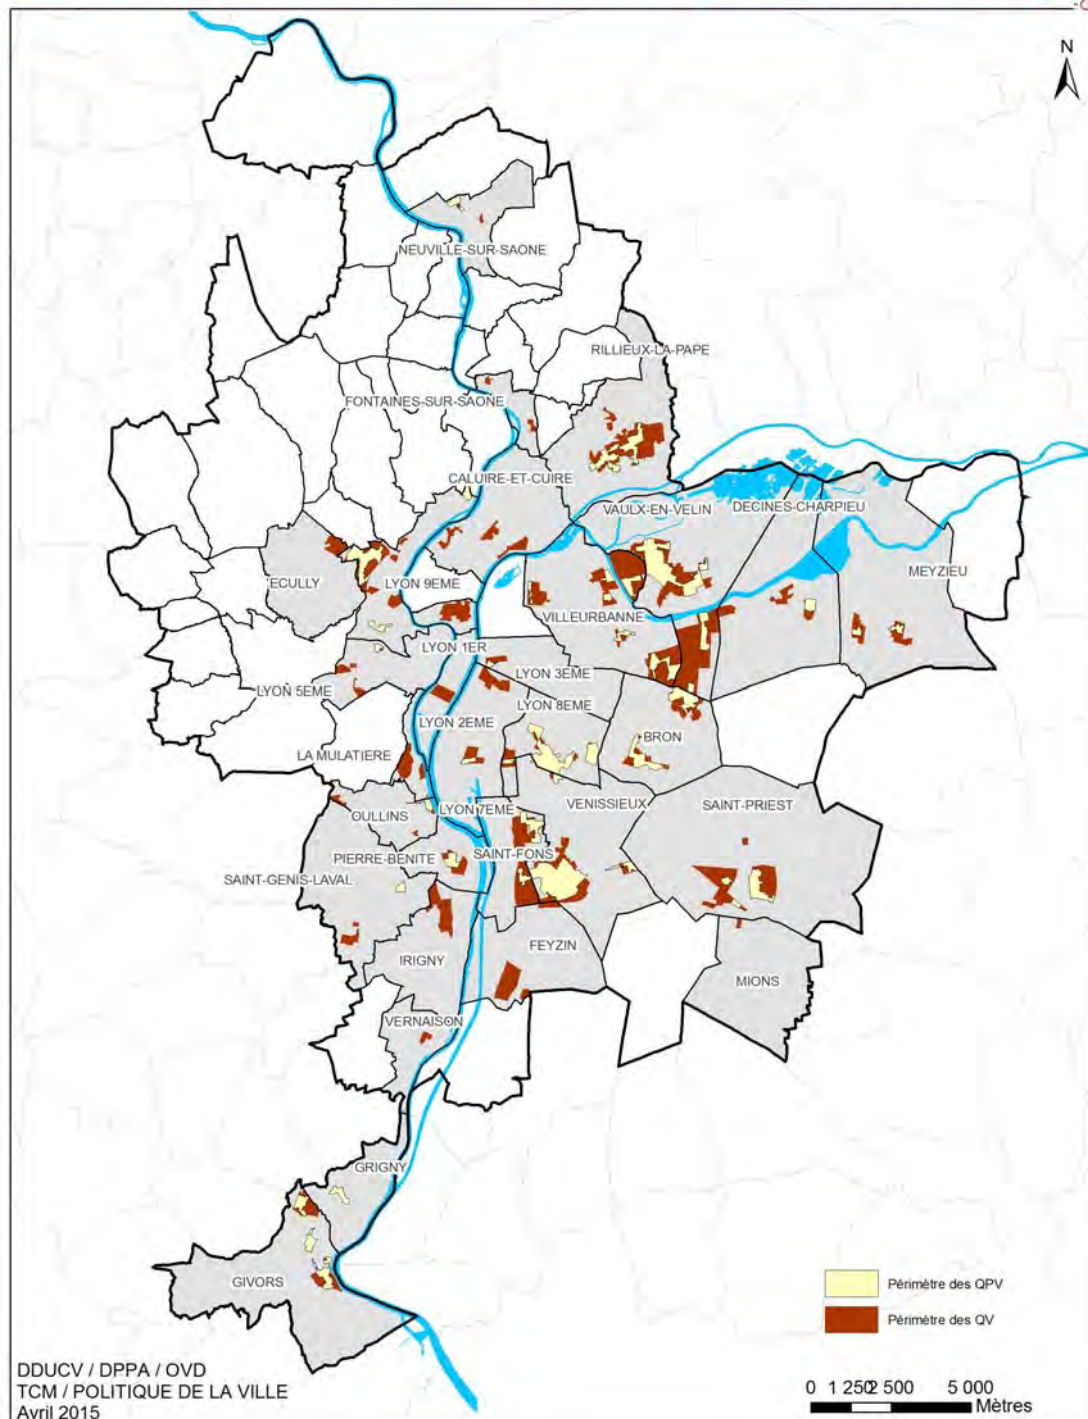 N
NEUVILLE-SUR-SAONE
RILLIEUX-LA-PAPE
FONTAINES-SUR-SAONE
CALUIRE-ET-CUIRE
VAULX-EN-VELIN
DECINES-CHARPIEU
MEYZIEU
ECULLY
LYON 9EME
VILLEURBANNE
LYON 1ER
LYON 3EME
LYON 5EME
LYON 8EME
LYON 2EME
BRON
LA MULATIERE
LYON 7EME
VENISSIEUX
SAINT-PRIEST
OULLINS
PIERRE-BENITE
SAINT-FONS
SAINT-GENIS-LAVAL
FEYZIN
IRIGNY
MIONS
VERNAISON
GRIGNY
GIVORS
Périmètre des QPV
Périmètre des QV
DDUCV / DPPA / OVD
TCM / POLITIQUE DE LA VILLE
Avril 2015
0 1 250 2 500 5 000
Mètres